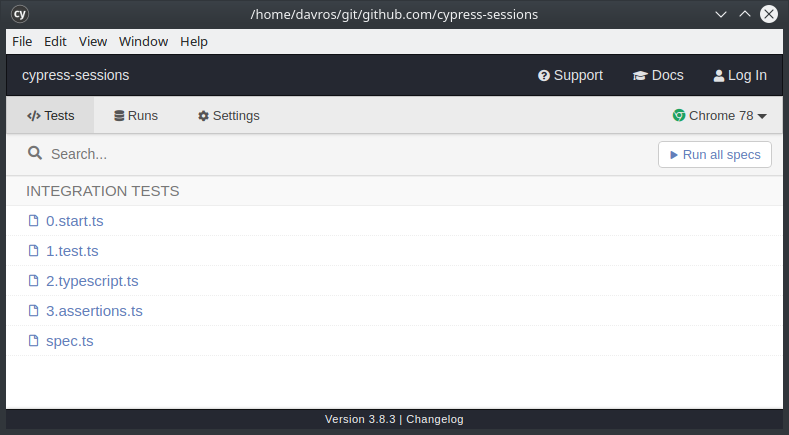 cy /home/davros/git/github.com/cypress-sessions
File Edit View Window Help
cypress-sessions Support Docs Log In
Tests Runs Settings Chrome 78
Search... Run all specs
INTEGRATION TESTS
0.start.ts
1.test.ts
2.typescript.ts
3.assertions.ts
spec.ts
Version 3.8.3 | Changelog